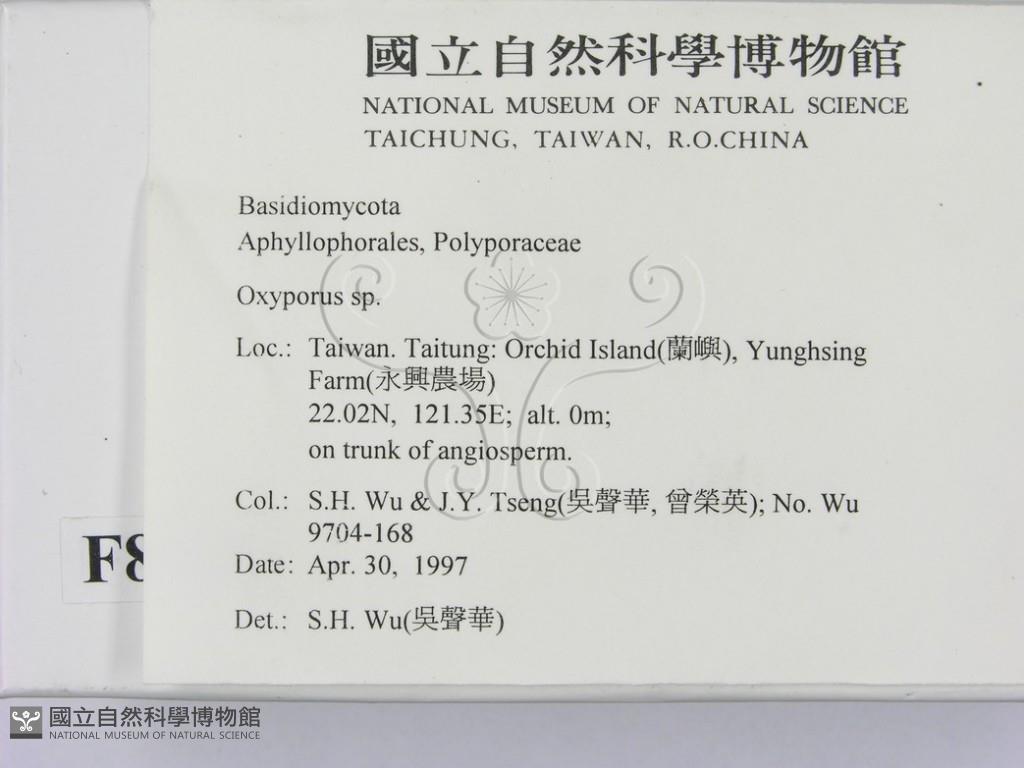 國立自然科學博物館
NATIONAL MUSEUM OF NATURAL SCIENCE
TAICHUNG, TAIWAN, R.O.CHINA
Basidiomycota
Aphyllophorales, Polyporaceae
Oxyporus sp.
Loc.: Taiwan. Taitung: Orchid Island(蘭嶼), Yunghsing
Farm(永興農場)
22.02N, 121.35E; alt. 0m;
on trunk of angiosperm.
Col.: S.H. Wu & J.Y. Tseng(吳聲華, 曾榮英); No. Wu
9704-168
Date: Apr. 30, 1997
Det.: S.H. Wu(吳聲華)
F8
國立自然科學博物館
NATIONAL MUSEUM OF NATURAL SCIENCE